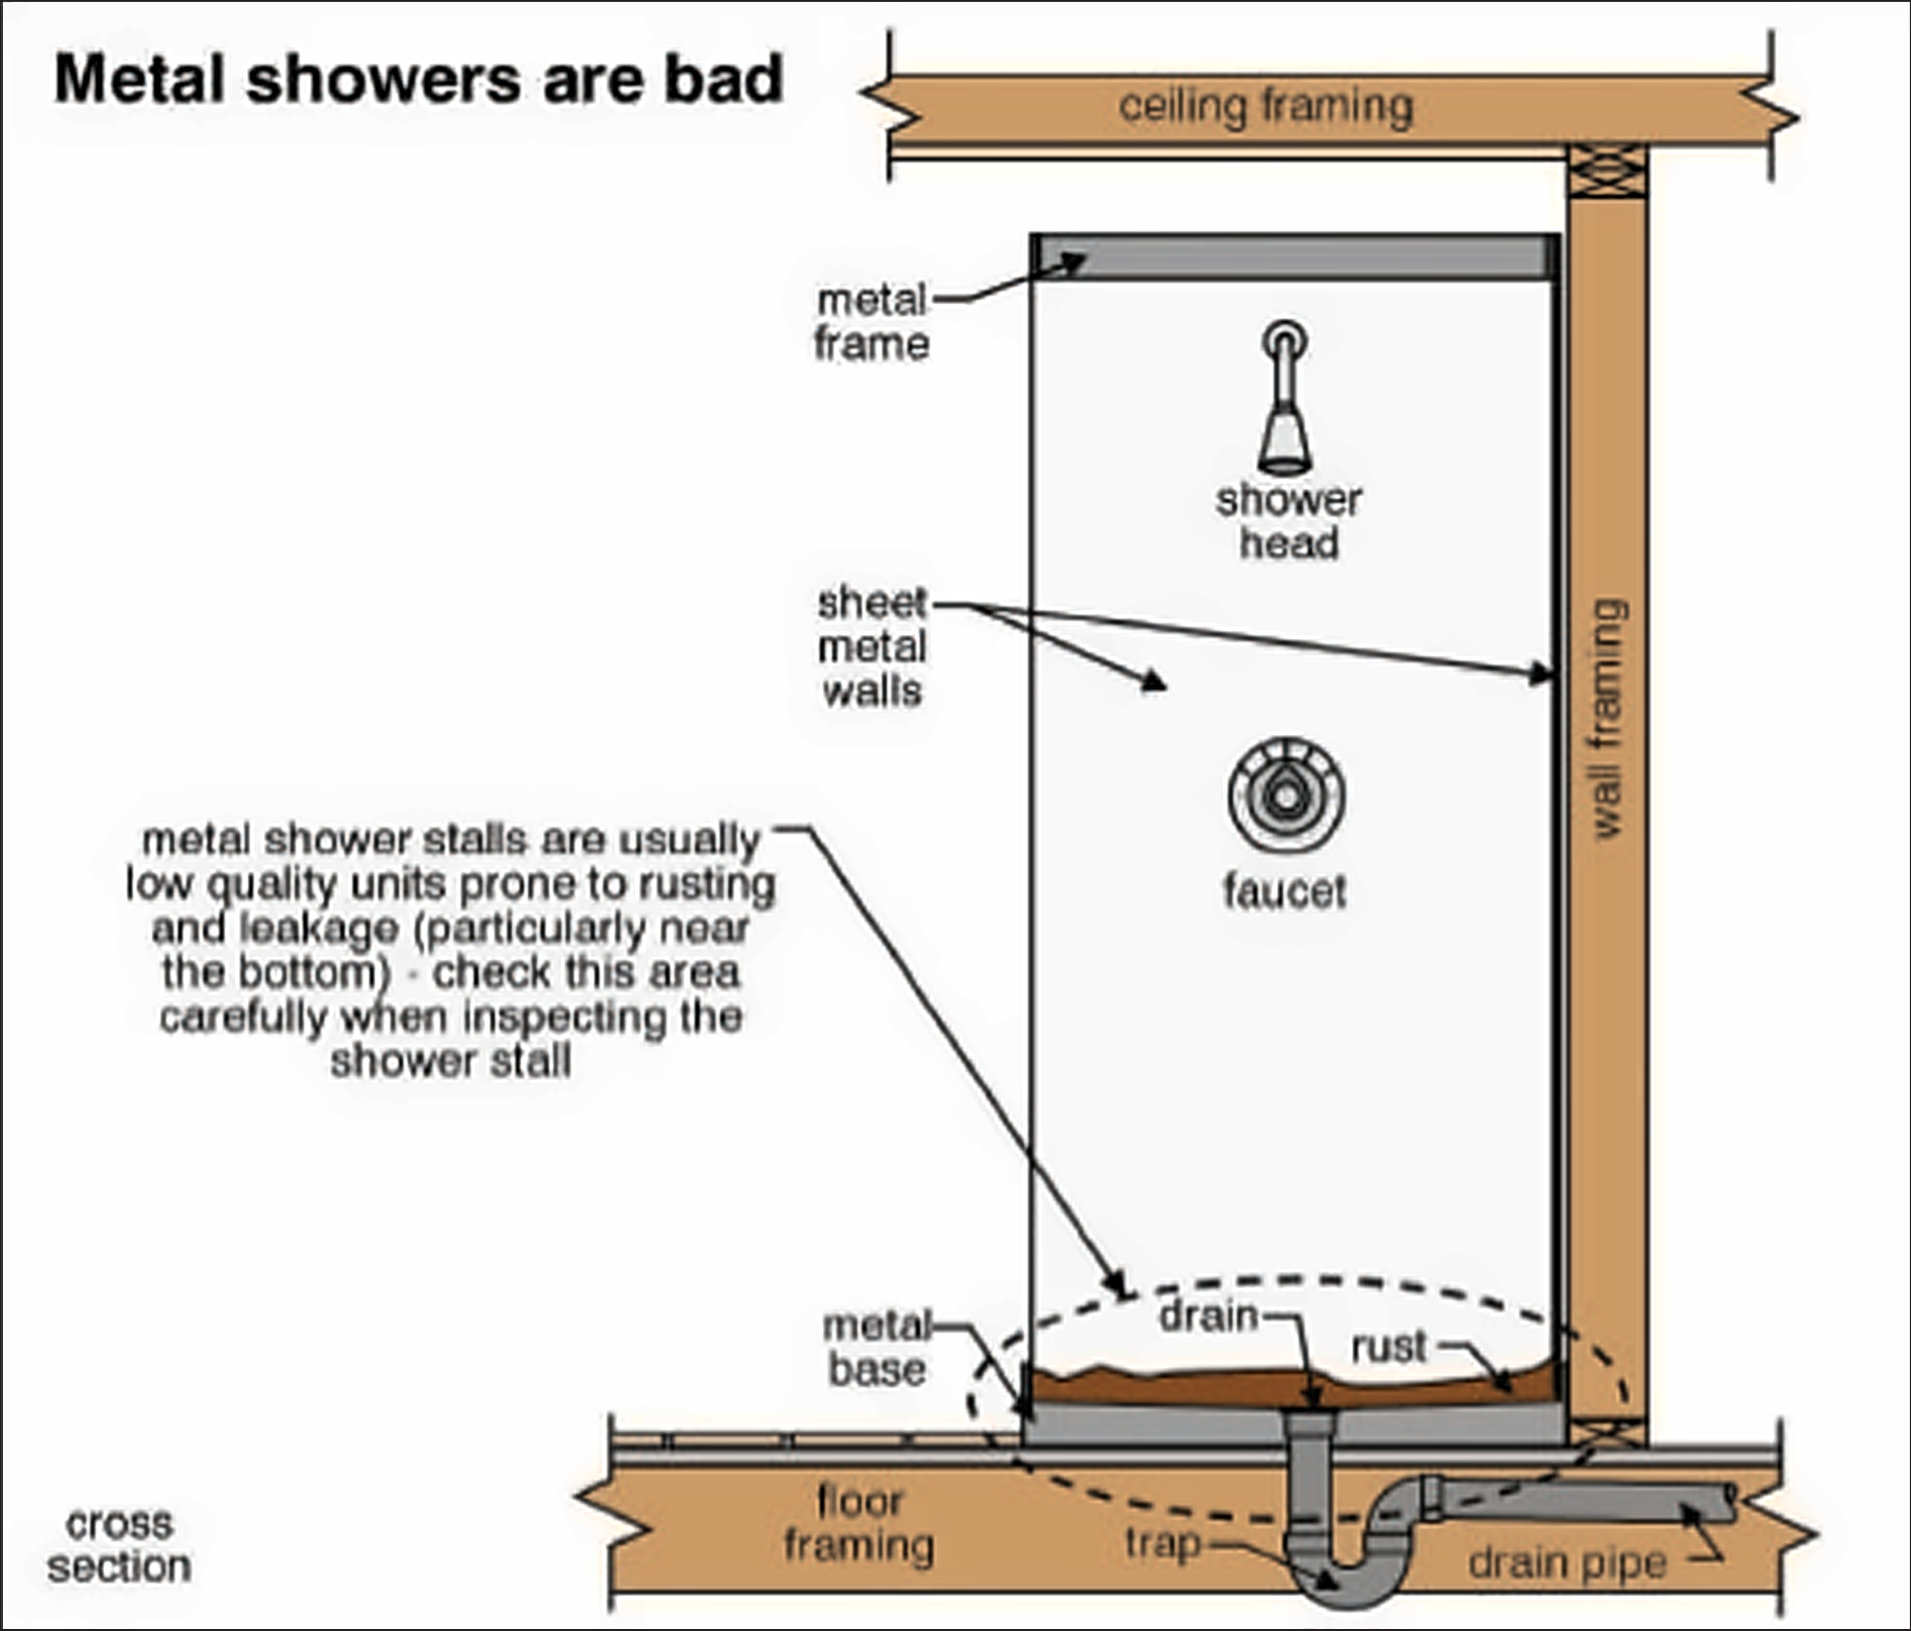 Metal showers are bad
ceiling framing
metal
frame
shower
head
sheet
metal
walls
wall framing
faucet
metal shower stalls are usually
low quality units prone to rusting
and leakage (particularly near
the bottom) - check this area
carefully when inspecting the
shower stall
drain
metal
base
rust
floor
framing
trap
drain pipe
cross
section